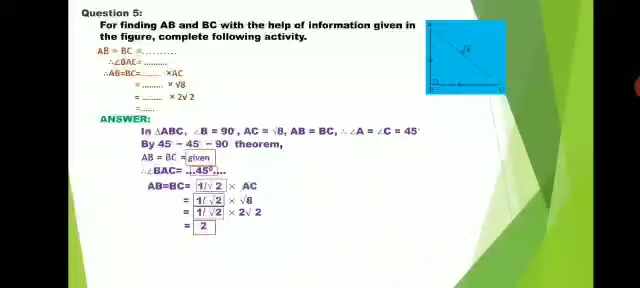 Question 5:
For finding AB and BC with the help of information given in
the figure, complete following activity.
AB = BC =..........
∴∠BAC= .........
∴AB=BC=........ ×AC
= ......... × √8
= ......... × 2√2
=......
A
√8
B
C
ANSWER:
In △ABC, ∠B = 90°, AC = √8, AB = BC, ∴ ∠A = ∠C = 45°
By 45° – 45° – 90° theorem,
AB = BC = given
∴∠BAC= ...45⁰....
AB=BC= 1/√2 × AC
= 1/ √2 × √8
= 1/ √2 × 2√2
= 2